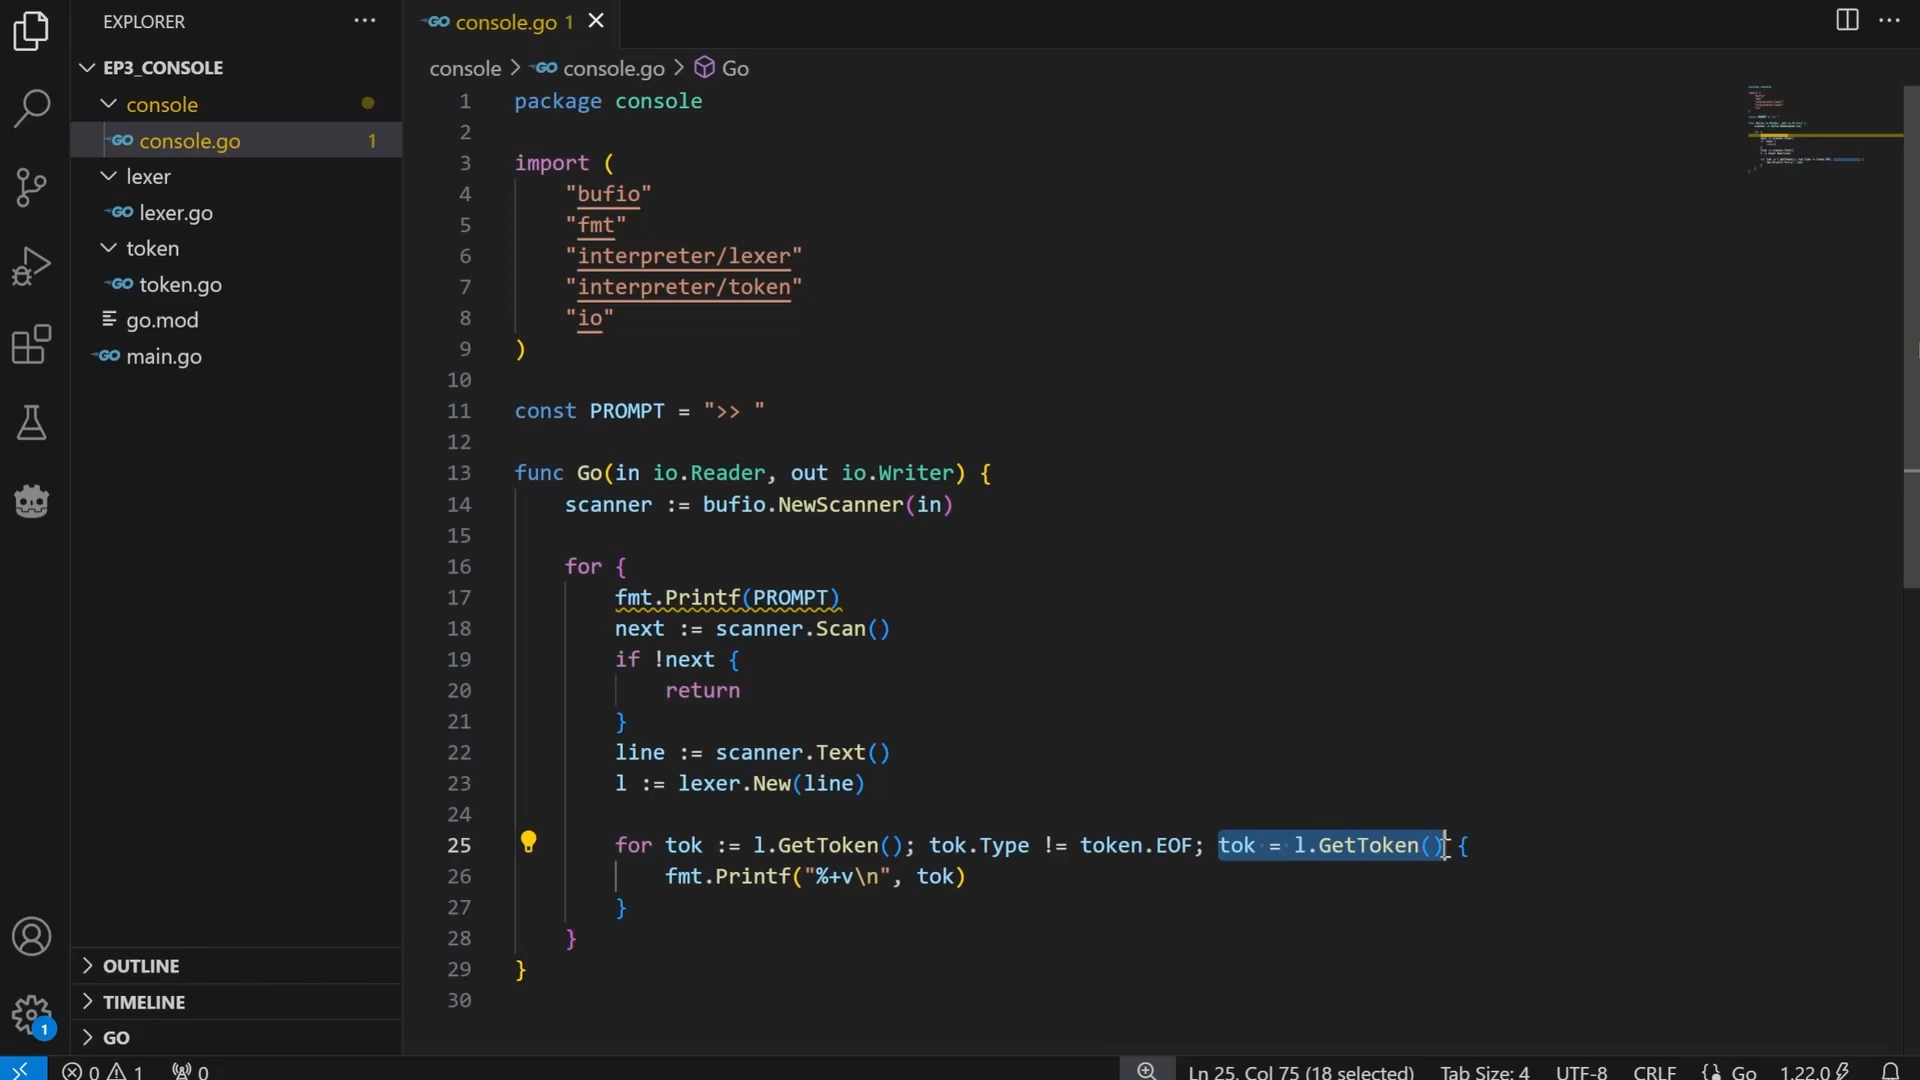 EXPLORER
EP3_CONSOLE
console
console.go 1
lexer
lexer.go
token
token.go
go.mod
main.go
OUTLINE
TIMELINE
GO
1
console.go 1
console > console.go > Go
1 package console
2
3 import (
4 "bufio"
5 "fmt"
6 "interpreter/lexer"
7 "interpreter/token"
8 "io"
9 )
10
11 const PROMPT = ">> "
12
13 func Go(in io.Reader, out io.Writer) {
14 scanner := bufio.NewScanner(in)
15
16 for {
17 fmt.Printf(PROMPT)
18 next := scanner.Scan()
19 if !next {
20 return
21 }
22 line := scanner.Text()
23 l := lexer.New(line)
24
25 for tok := l.GetToken(); tok.Type != token.EOF; tok = l.GetToken() {
26 fmt.Printf("%+v\n", tok)
27 }
28 }
29 }
30
0 1 0 Ln 25, Col 75 (18 selected) Tab Size: 4 UTF-8 CRLF {} Go 1.22.0